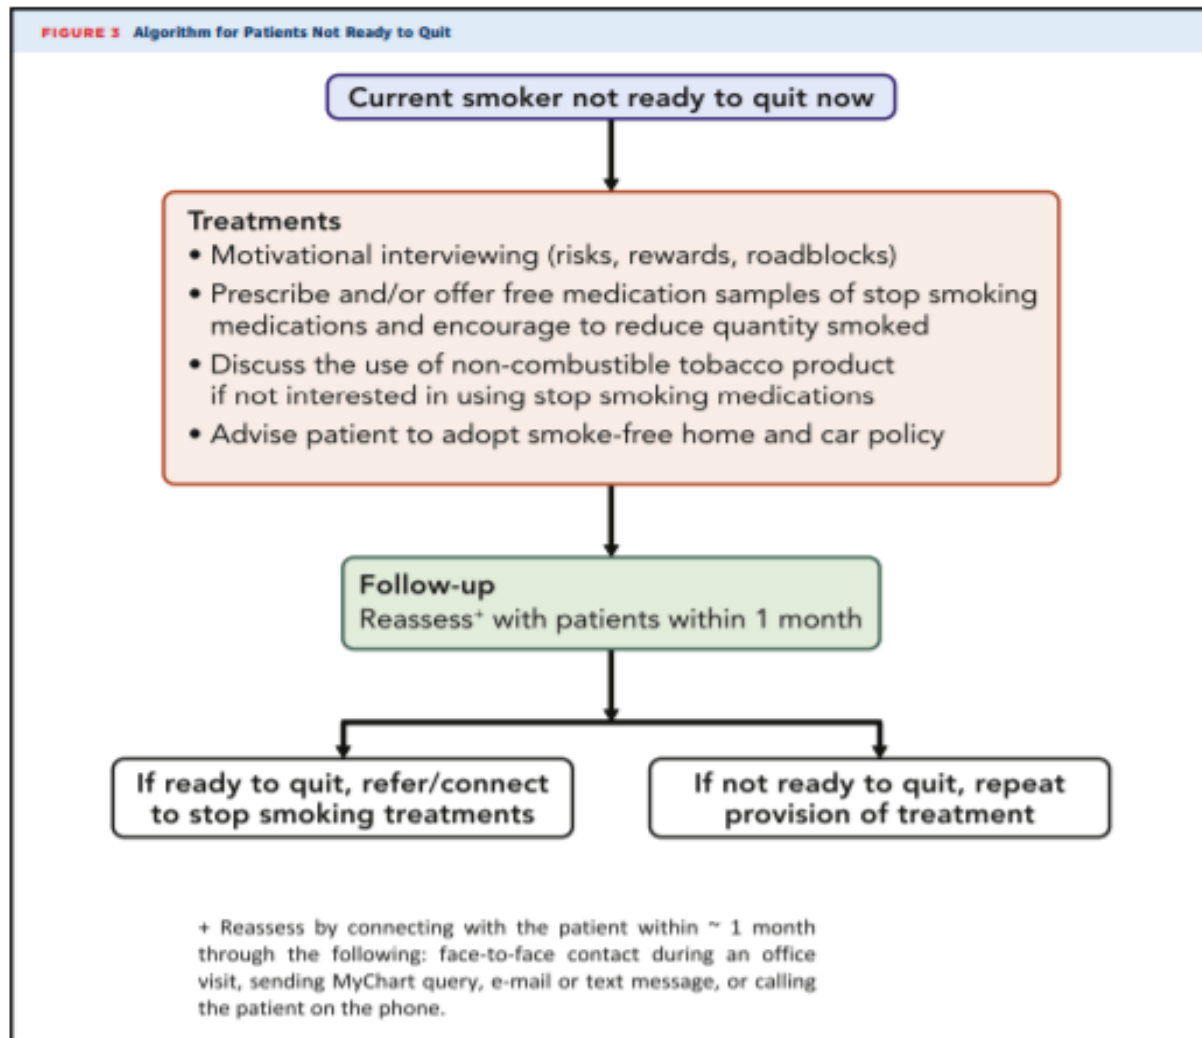 FIGURE 3 Algorithm for Patients Not Ready to Quit
Current smoker not ready to quit now
Treatments
• Motivational interviewing (risks, rewards, roadblocks)
• Prescribe and/or offer free medication samples of stop smoking
medications and encourage to reduce quantity smoked
• Discuss the use of non-combustible tobacco product
if not interested in using stop smoking medications
• Advise patient to adopt smoke-free home and car policy
Follow-up
Reassess⁺ with patients within 1 month
If ready to quit, refer/connect
to stop smoking treatments
If not ready to quit, repeat
provision of treatment
+ Reassess by connecting with the patient within ~ 1 month
through the following: face-to-face contact during an office
visit, sending MyChart query, e-mail or text message, or calling
the patient on the phone.